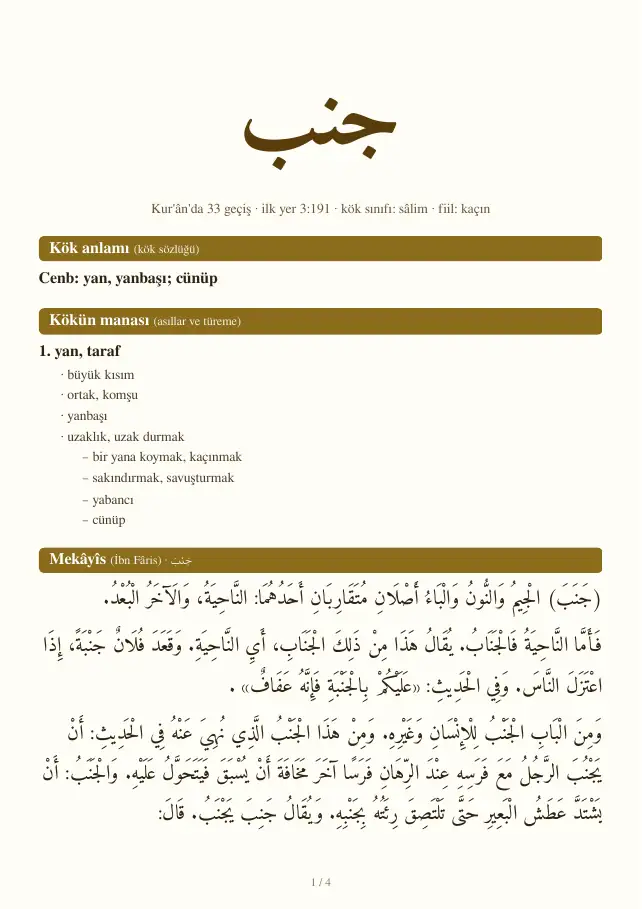 جنب
Kur'ân'da 33 geçiş · ilk yer 3:191 · kök sınıfı: sâlim · fiil: kaçın
Kök anlamı (kök sözlüğü)
Cenb: yan, yanbaşı; cünüp
Kökün manası (asıllar ve türeme)
1. yan, taraf
· büyük kısım
· ortak, komşu
· yanbaşı
· uzaklık, uzak durmak
– bir yana koymak, kaçınmak
– sakındırmak, savuşturmak
– yabancı
– cünüp
Mekâyîs (İbn Fâris) · جَنَبَ
(جَنَبَ) الْجِيمُ وَالنُّونُ وَالْبَاءُ أَصْلَانِ مُتَقَارِبَانِ أَحَدُهُمَا: النَّاحِيَةُ، وَالْآخَرُ الْبُعْدُ.
فَأَمَّا النَّاحِيَةُ فَالْجَنَابُ. يُقَالُ هَذَا مِنْ ذَلِكَ الْجَنَابِ، أَيِ النَّاحِيَةِ. وَقَعَدَ فُلَانٌ جَنْبَةً، إِذَا
اعْتَزَلَ النَّاسَ. وَفِي الْحَدِيثِ: «عَلَيْكُمْ بِالْجَنْبَةِ فَإِنَّهُ عَفَافٌ» .
وَمِنَ الْبَابِ الْجَنْبُ لِلْإِنْسَانِ وَغَيْرِهِ. وَمِنْ هَذَا الْجَنْبُ الَّذِي نُهِيَ عَنْهُ فِي الْحَدِيثِ: أَنْ
يَجْنُبَ الرَّجُلُ مَعَ فَرَسِهِ عِنْدَ الرِّهَانِ فَرَسًا آخَرَ مَخَافَةَ أَنْ يُسْبَقَ فَيَتَحَوَّلُ عَلَيْهِ. وَالْجَنَبُ: أَنْ
يَشْتَدَّ عَطَشُ الْبَعِيرِ حَتَّى تَلْتَصِقَ رِئَتُهُ بِجَنْبِهِ. وَيُقَالُ جَنِبَ يَجْنَبُ. قَالَ:
1 / 4